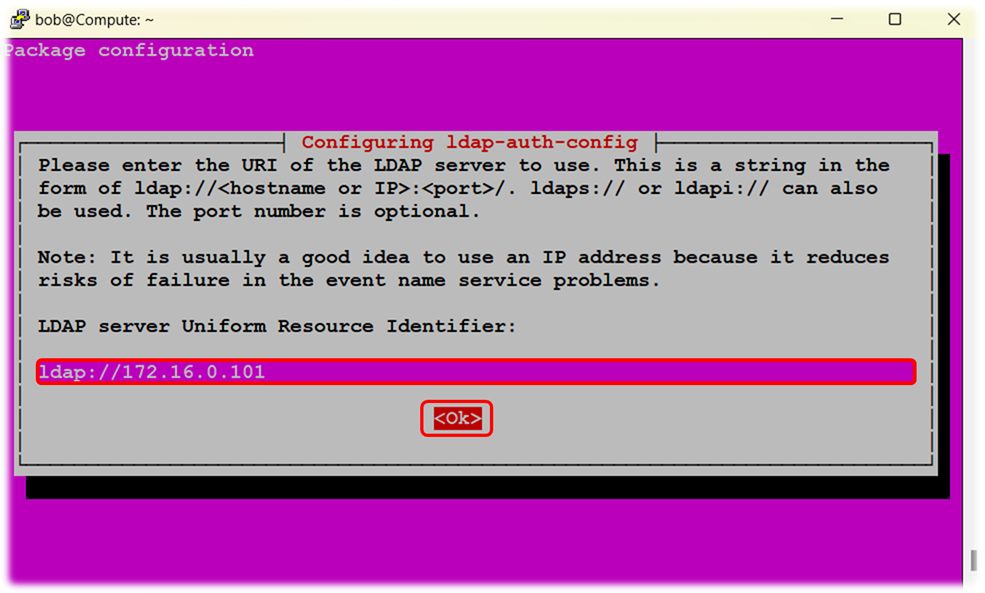 bob@Compute: ~
Package configuration
Configuring ldap-auth-config
Please enter the URI of the LDAP server to use. This is a string in the
form of ldap://<hostname or IP>:<port>/. ldaps:// or ldapi:// can also
be used. The port number is optional.
Note: It is usually a good idea to use an IP address because it reduces
risks of failure in the event name service problems.
LDAP server Uniform Resource Identifier:
ldap://172.16.0.101
<Ok>